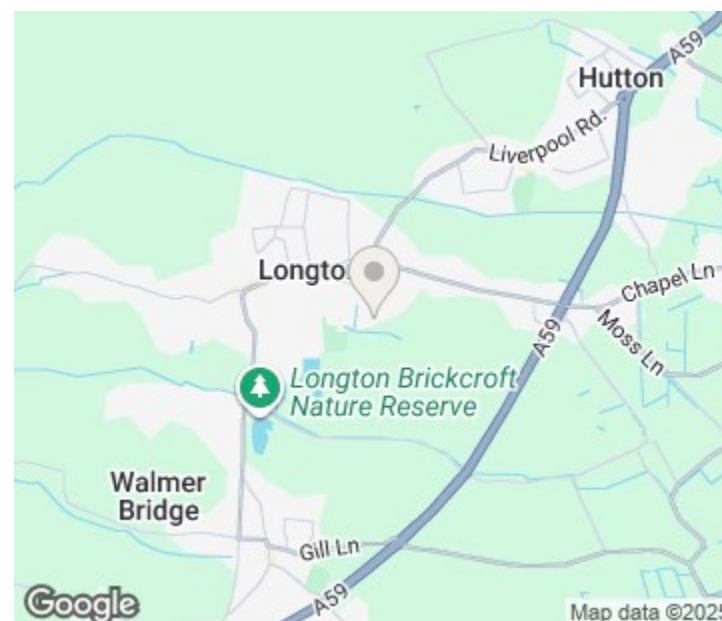 A59
Hutton
Liverpool Rd.
Longto
Chapel Ln
A59
Moss Ln
Longton Brickcroft
Nature Reserve
Walmer
Bridge
Gill Ln
A59
Google
Map data ©2025